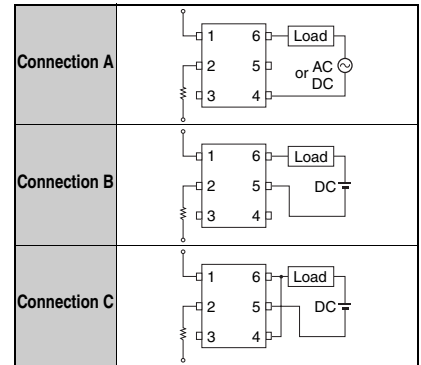 Connection A
1 6 Load
2 5 or AC
DC
3 4
Connection B
1 6 Load
2 5 DC
3 4
Connection C
1 6 Load
2 5 DC
3 4